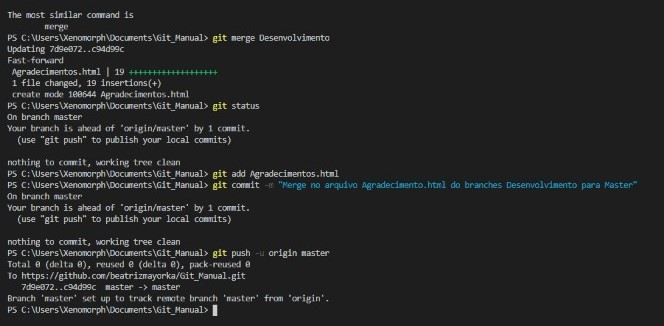 The most similar command is
merge
PS C:\Users\Xenomorph\Documents\Git_Manual> git merge Desenvolvimento
Updating 7d9e072..c94d99c
Fast-forward
Agradecimentos.html | 19 +++++++++++++++++++
1 file changed, 19 insertions(+)
create mode 100644 Agradecimentos.html
PS C:\Users\Xenomorph\Documents\Git_Manual> git status
On branch master
Your branch is ahead of 'origin/master' by 1 commit.
(use "git push" to publish your local commits)
nothing to commit, working tree clean
PS C:\Users\Xenomorph\Documents\Git_Manual> git add Agradecimentos.html
PS C:\Users\Xenomorph\Documents\Git_Manual> git commit -m "Merge no arquivo Agradecimento.html do branches Desenvolvimento para Master"
On branch master
Your branch is ahead of 'origin/master' by 1 commit.
(use "git push" to publish your local commits)
nothing to commit, working tree clean
PS C:\Users\Xenomorph\Documents\Git_Manual> git push -u origin master
Total 0 (delta 0), reused 0 (delta 0), pack-reused 0
To https://github.com/beatrizmayorka/Git_Manual.git
7d9e072..c94d99c master -> master
Branch 'master' set up to track remote branch 'master' from 'origin'.
PS C:\Users\Xenomorph\Documents\Git_Manual>